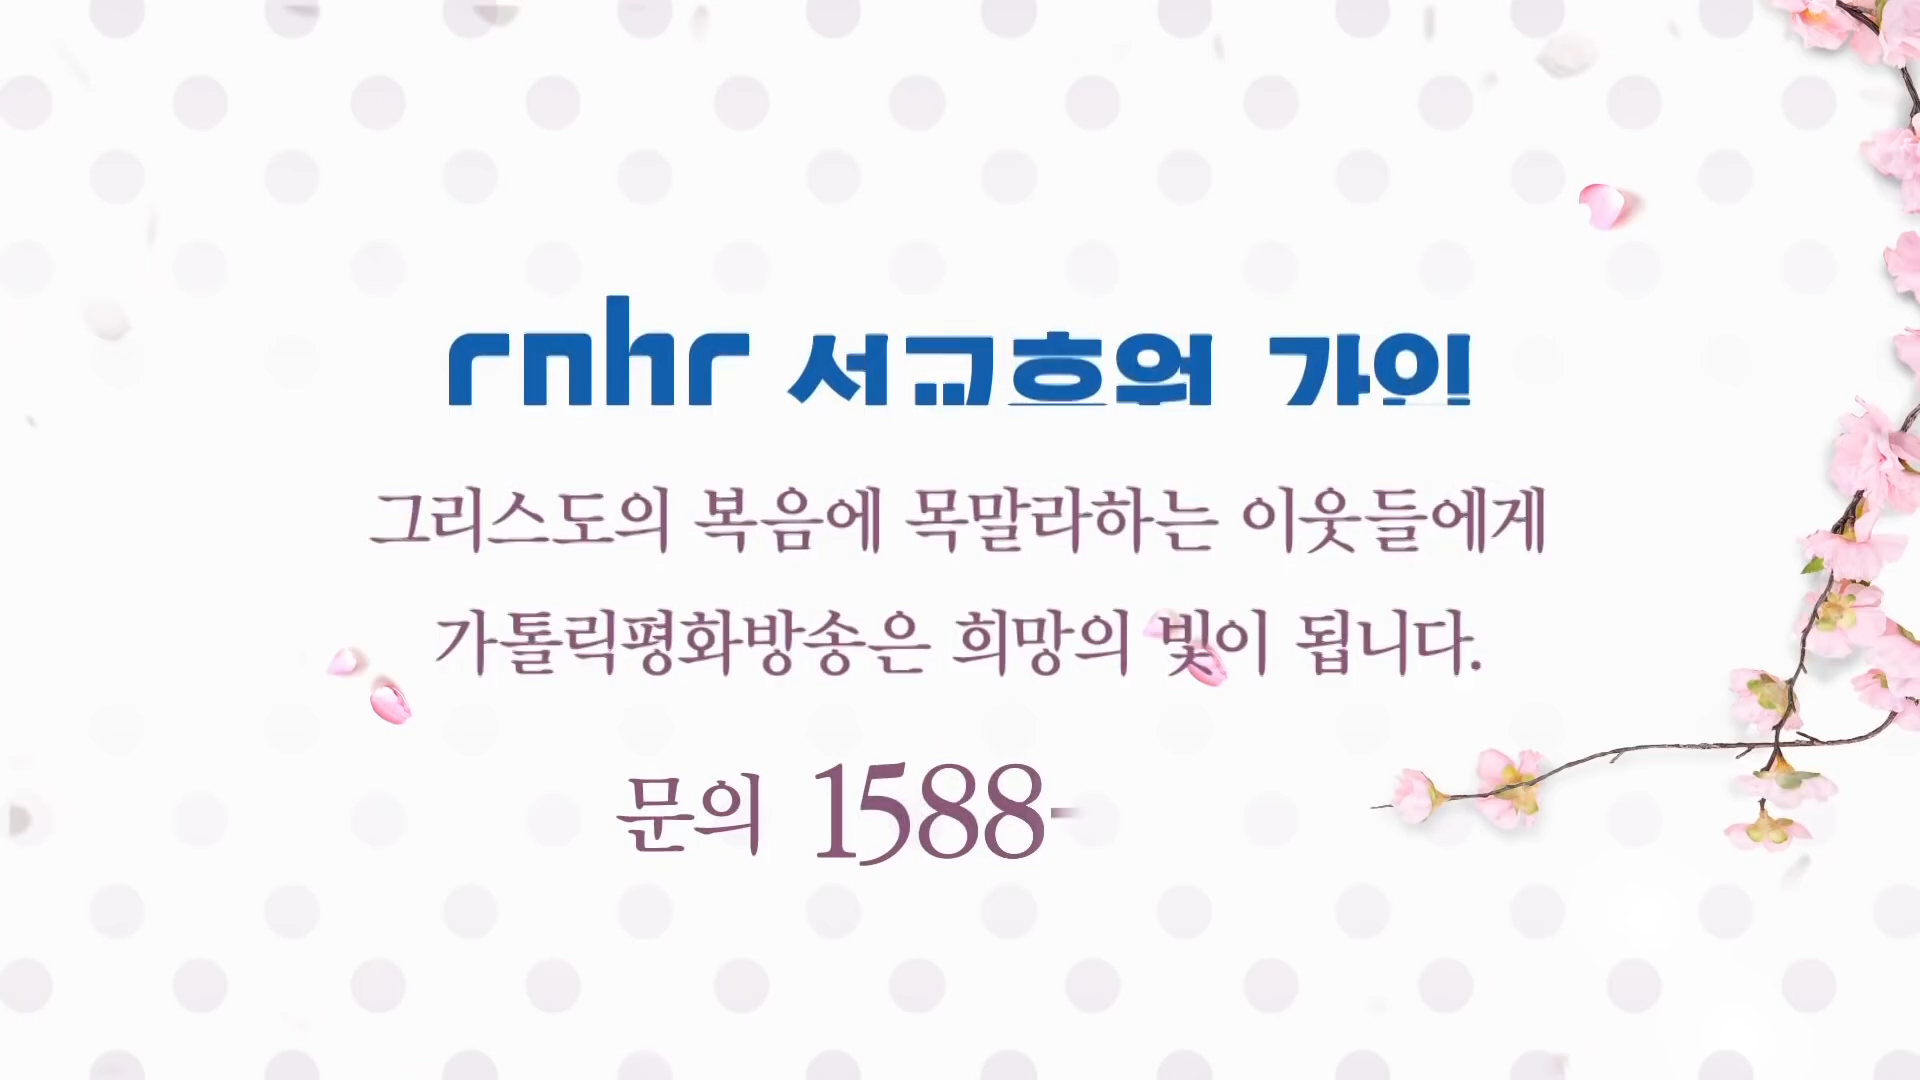 그리스도의 복음에 목말라하는 이웃들에게
가톨릭평화방송은 희망의 빛이 됩니다.
문의 1588-